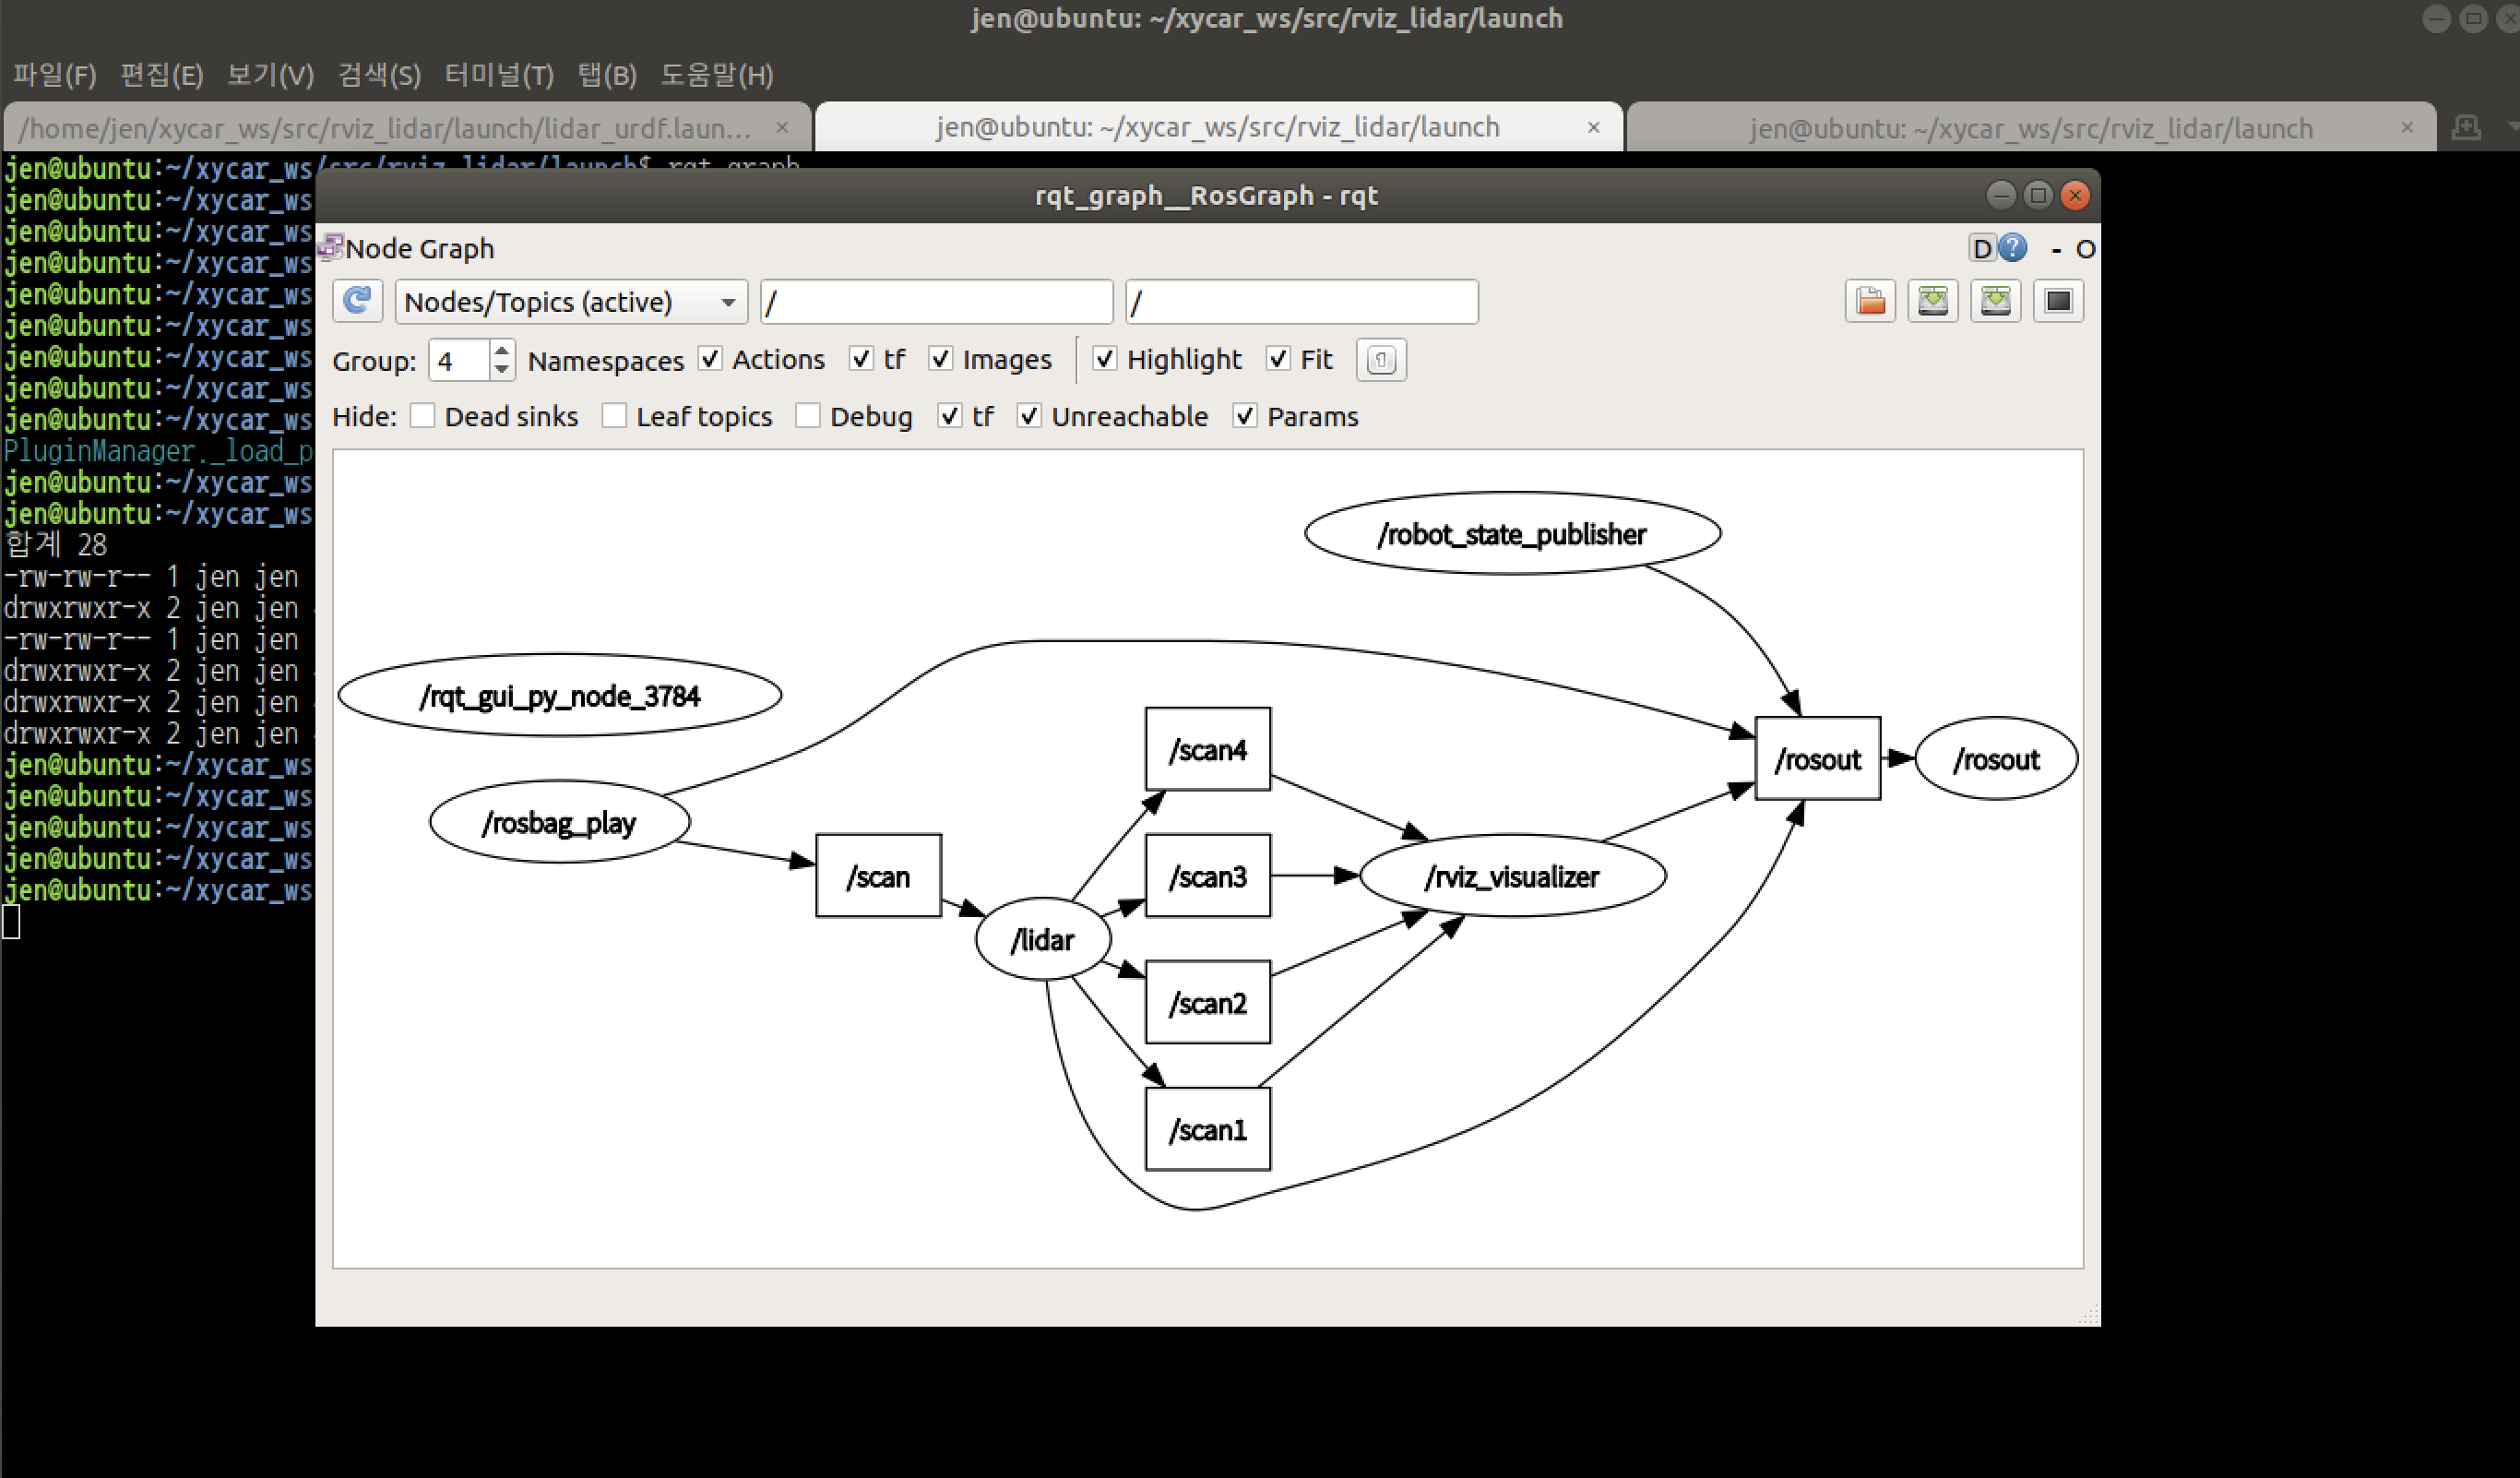 jen@ubuntu: ~/xycar_ws/src/rviz_lidar/launch
파일(F) 편집(E) 보기(V) 검색(S) 터미널(T) 탭(B) 도움말(H)
/home/jen/xycar_ws/src/rviz_lidar/launch/lidar_urdf.laun... × jen@ubuntu: ~/xycar_ws/src/rviz_lidar/launch × jen@ubuntu: ~/xycar_ws/src/rviz_lidar/launch ×
jen@ubuntu:~/xycar_ws/src/rviz_lidar/launch$ rqt_graph
jen@ubuntu:~/xycar_ws
jen@ubuntu:~/xycar_ws
jen@ubuntu:~/xycar_ws
jen@ubuntu:~/xycar_ws
jen@ubuntu:~/xycar_ws
jen@ubuntu:~/xycar_ws
jen@ubuntu:~/xycar_ws
jen@ubuntu:~/xycar_ws
PluginManager._load_p
jen@ubuntu:~/xycar_ws
jen@ubuntu:~/xycar_ws
합계 28
-rw-rw-r-- 1 jen jen
drwxrwxr-x 2 jen jen
-rw-rw-r-- 1 jen jen
drwxrwxr-x 2 jen jen
drwxrwxr-x 2 jen jen
drwxrwxr-x 2 jen jen
jen@ubuntu:~/xycar_ws
jen@ubuntu:~/xycar_ws
jen@ubuntu:~/xycar_ws
jen@ubuntu:~/xycar_ws
jen@ubuntu:~/xycar_ws
rqt_graph__RosGraph - rqt
Node Graph D ? - O
Nodes/Topics (active) / /
Group: 4 Namespaces Actions tf Images Highlight Fit 1
Hide: Dead sinks Leaf topics Debug tf Unreachable Params
/robot_state_publisher
/rqt_gui_py_node_3784
/scan4
/rosout
/rosout
/rosbag_play
/scan
/scan3
/rviz_visualizer
/lidar
/scan2
/scan1